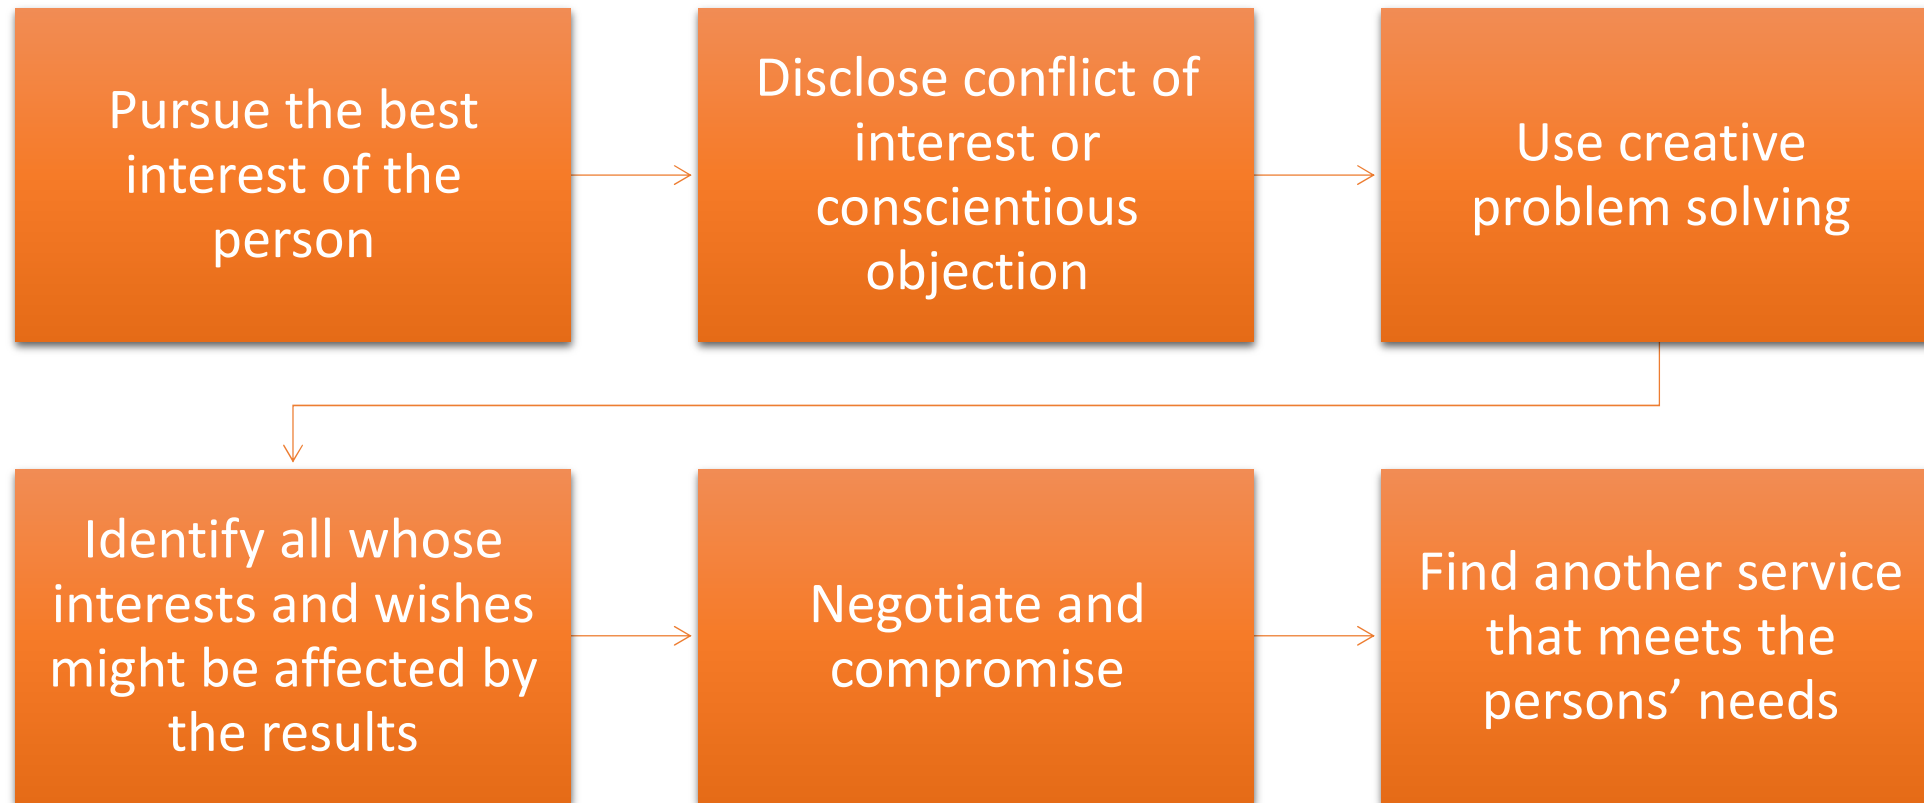 Pursue the best
interest of the
person
Disclose conflict of
interest or
conscientious
objection
Use creative
problem solving
Identify all whose
interests and wishes
might be affected by
the results
Negotiate and
compromise
Find another service
that meets the
persons’ needs